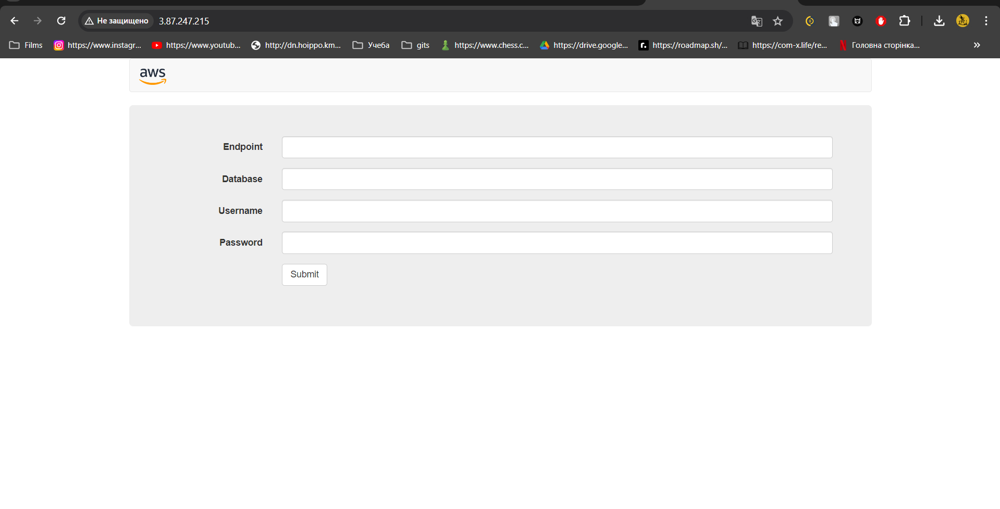 Не защищено 3.87.247.215
Films https://www.instagr... https://www.youtub... http://dn.hoippo.km... Учеба gits https://www.chess.c... https://drive.google... https://roadmap.sh/... https://com-x.life/re... Головна сторінка...
aws
Endpoint
Database
Username
Password
Submit